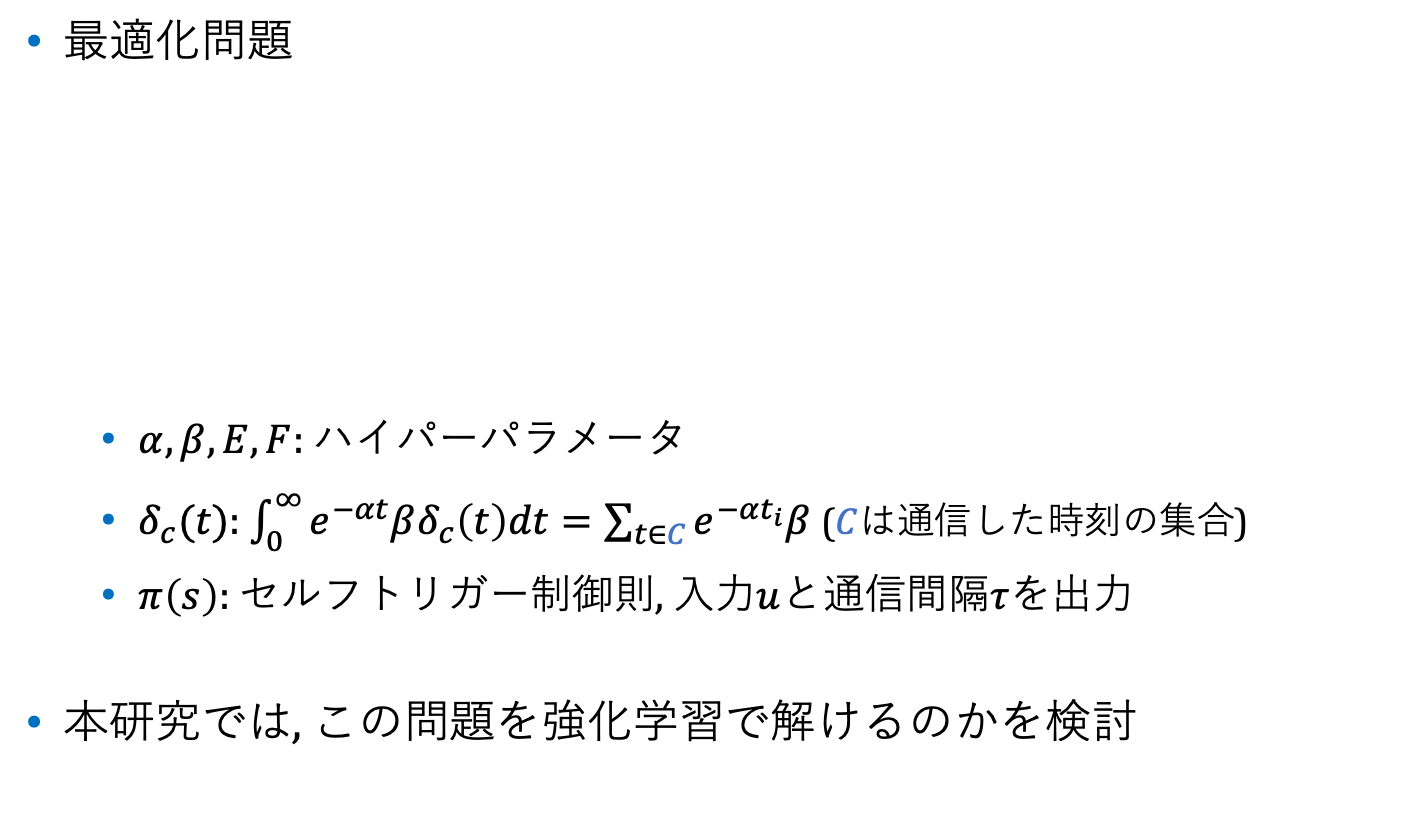 • 最適化問題
• α, β, E, F: ハイパーパラメータ
• δ_c(t): ∫_0^∞ e^{−αt}βδ_c(t)dt = ∑_{t∈C} e^{−αt_i}β (Cは通信した時刻の集合)
• π(s): セルフトリガー制御則, 入力uと通信間隔τを出力
• 本研究では, この問題を強化学習で解けるのかを検討